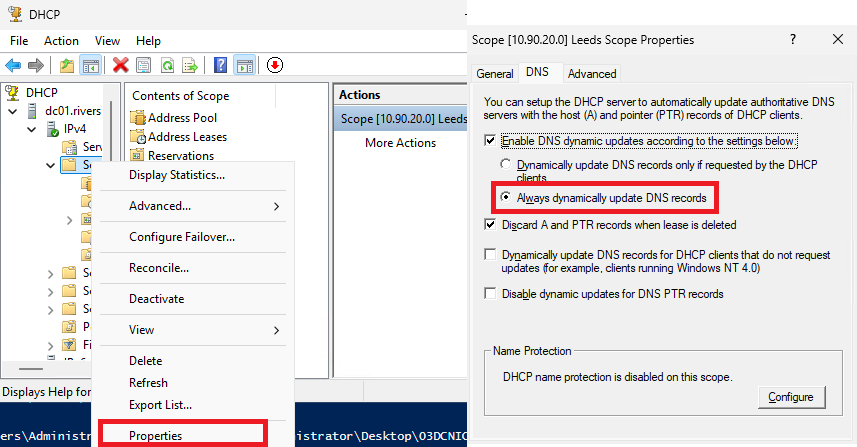 DHCP
File Action View Help
DHCP
dc01.rivers
IPv4
Serv
Sc
S
S
S
P
Fi
IPv6
Contents of Scope
Address Pool
Address Leases
Reservations
Actions
Scope [10.90.20.0] Leeds
More Actions
Display Statistics...
Advanced...
Configure Failover...
Reconcile...
Deactivate
View
Delete
Refresh
Export List...
Properties
Displays Help for
ers\Administr
istrator\Desktop\03DCNIC
Scope [10.90.20.0] Leeds Scope Properties
General DNS Advanced
You can setup the DHCP server to automatically update authoritative DNS
servers with the host (A) and pointer (PTR) records of DHCP clients.
Enable DNS dynamic updates according to the settings below:
Dynamically update DNS records only if requested by the DHCP
clients
Always dynamically update DNS records
Discard A and PTR records when lease is deleted
Dynamically update DNS records for DHCP clients that do not request
updates (for example, clients running Windows NT 4.0)
Disable dynamic updates for DNS PTR records
Name Protection
DHCP name protection is disabled on this scope.
Configure